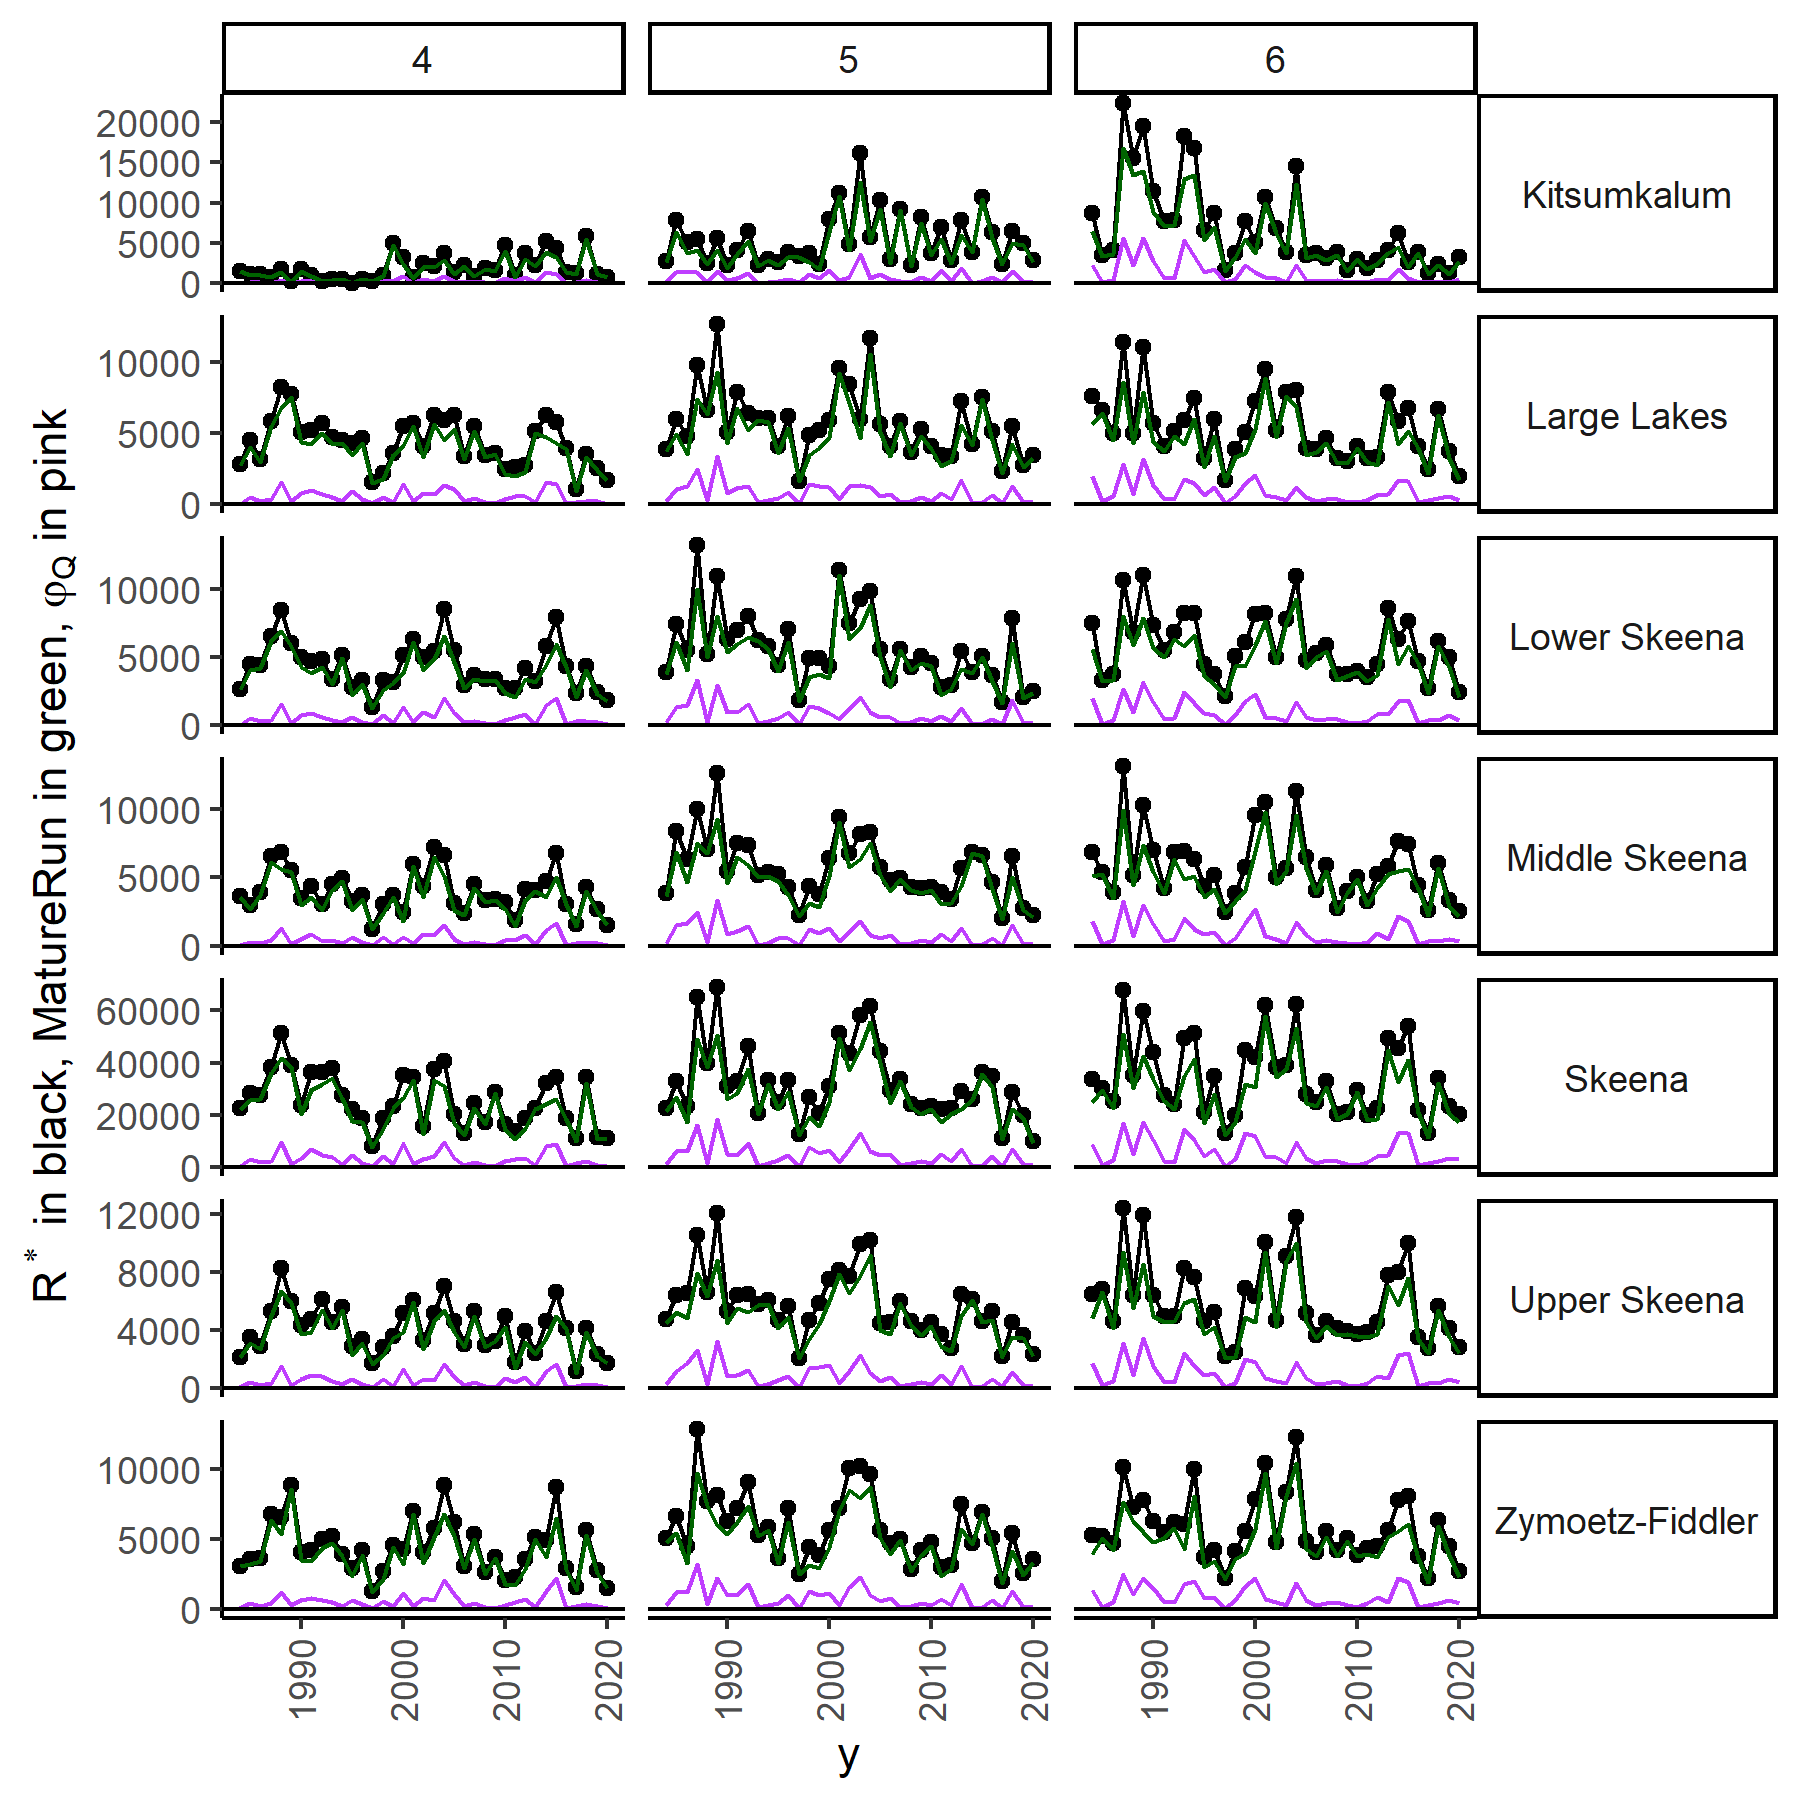 4 5 6
20000
15000
10000
5000
0
Kitsumkalum
10000
5000
0
Large Lakes
10000
5000
0
Lower Skeena
10000
5000
0
Middle Skeena
60000
40000
20000
0
Skeena
12000
8000
4000
0
Upper Skeena
10000
5000
0
Zymoetz-Fiddler
1990 2000 2010 2020 1990 2000 2010 2020 1990 2000 2010 2020
y
R* in black, MatureRun in green, φQ in pink